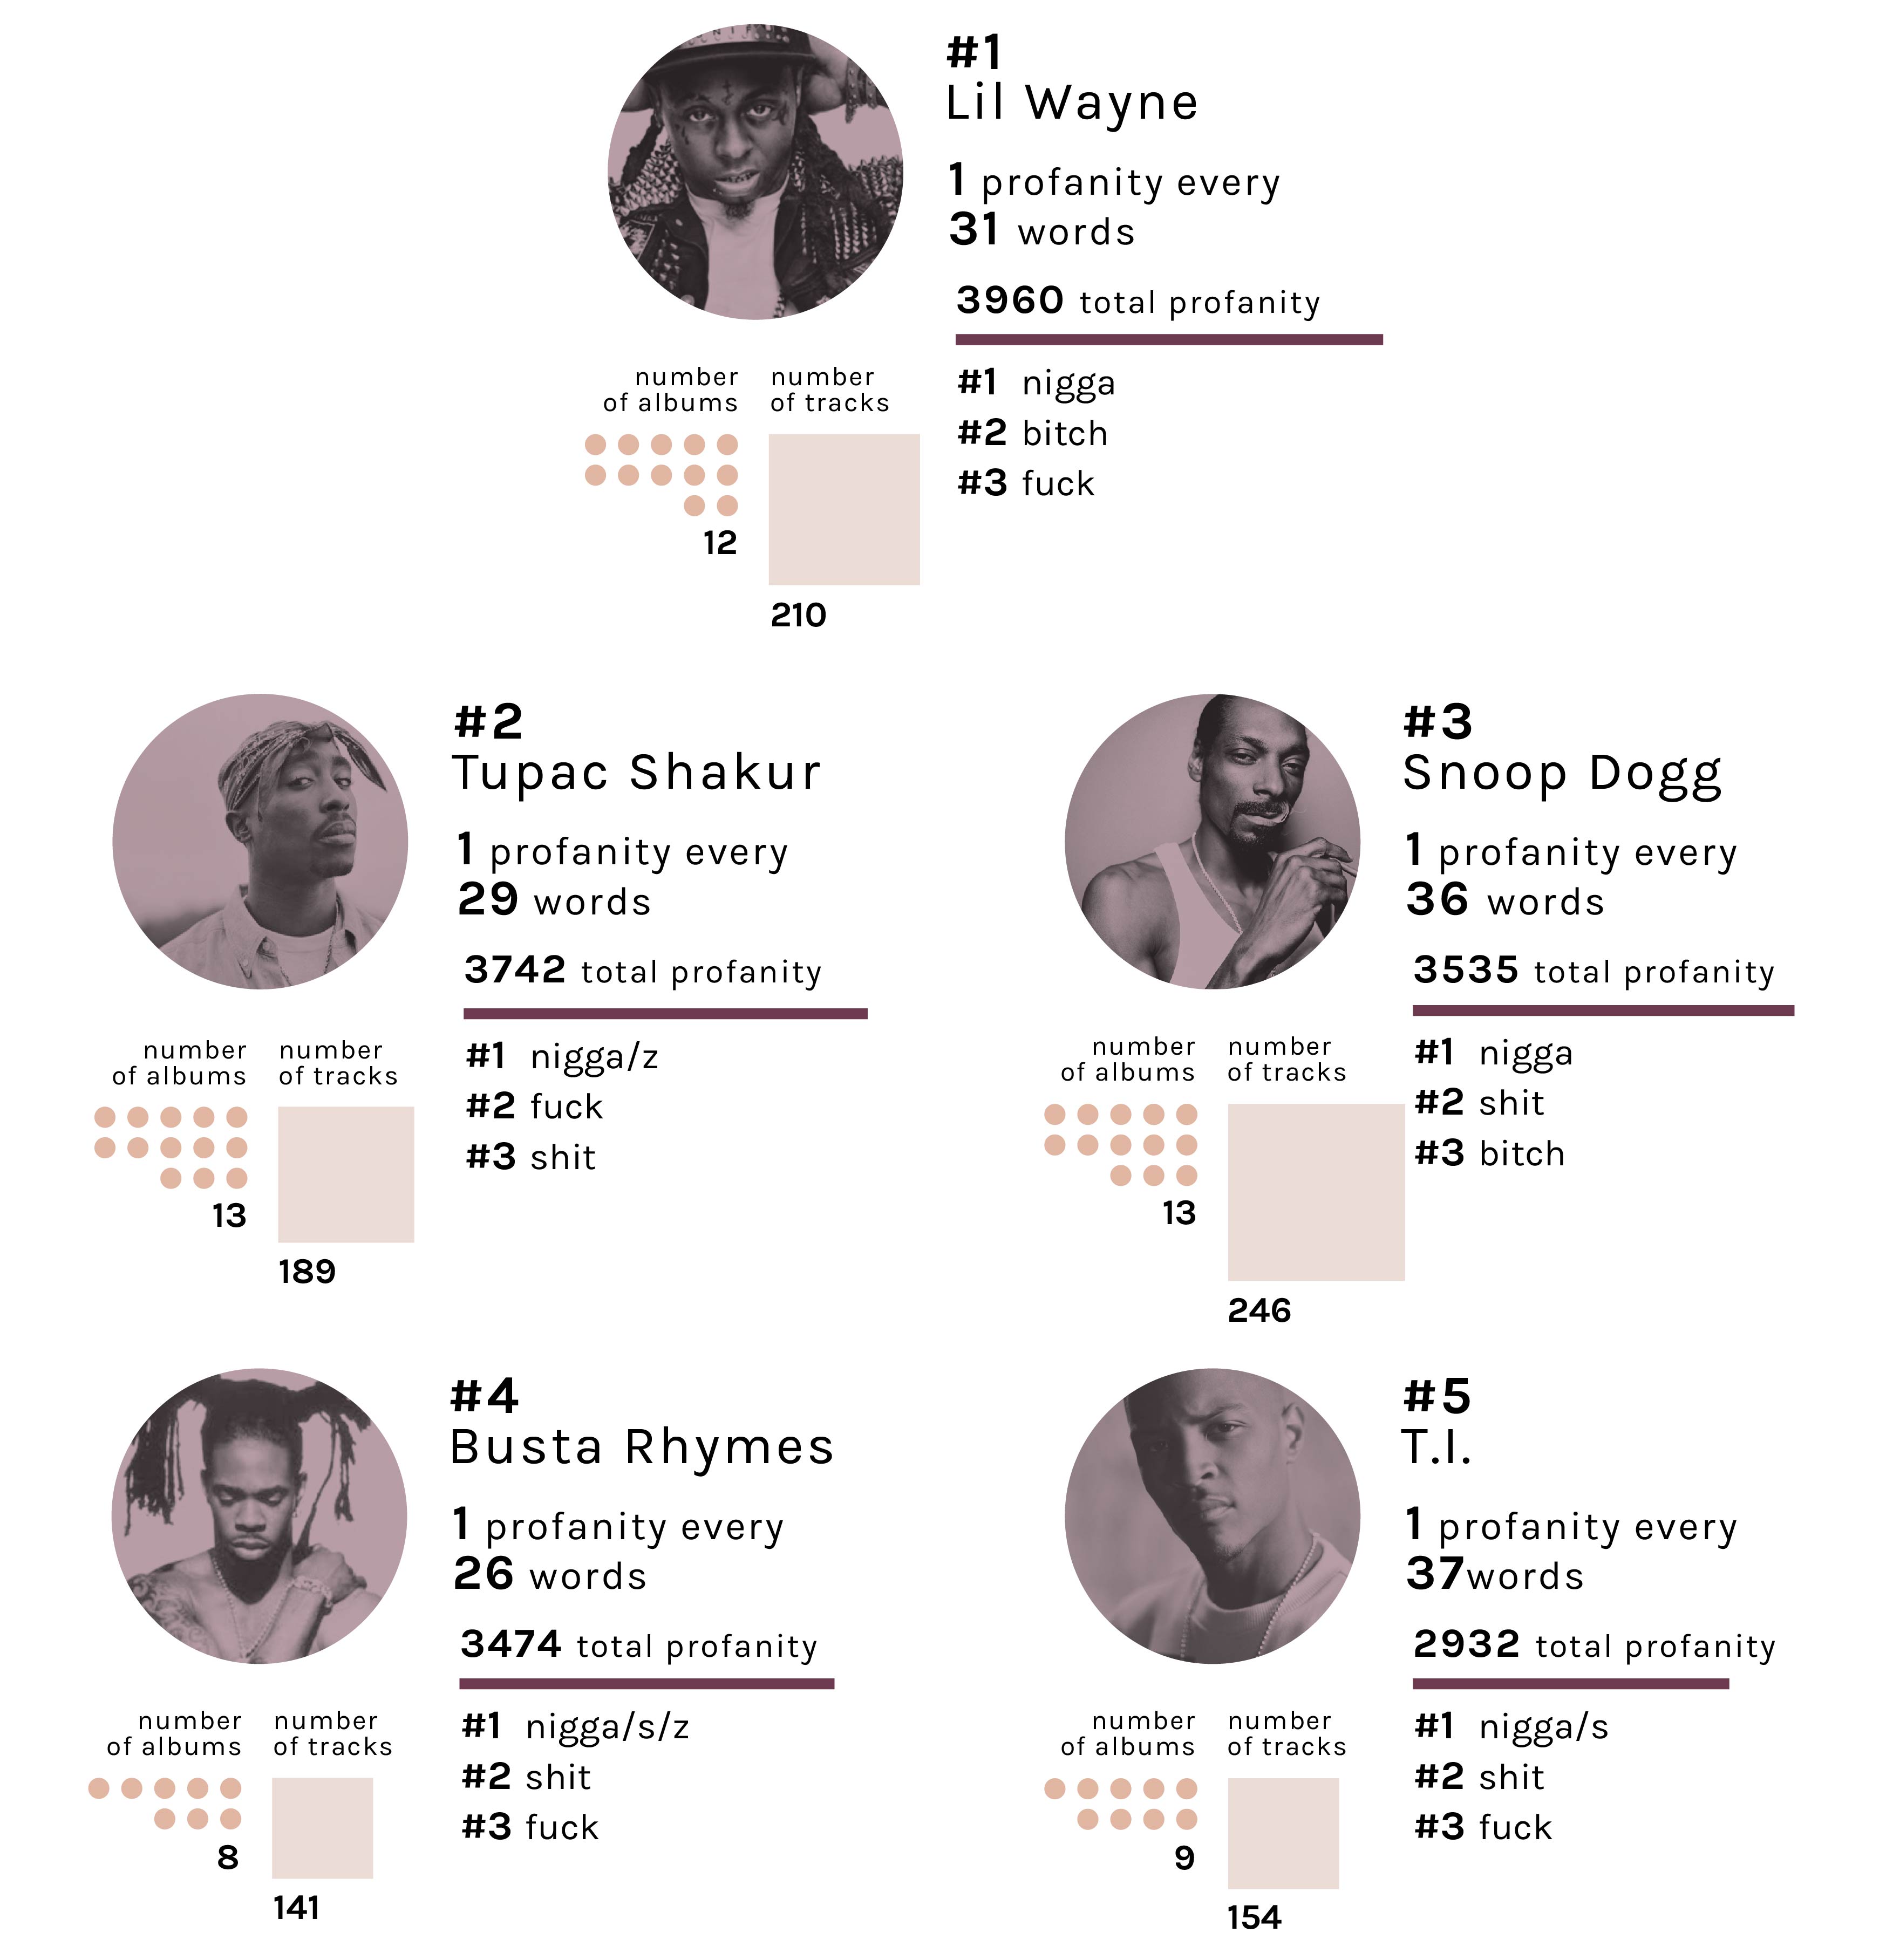 #1
Lil Wayne
1 profanity every
31 words
3960 total profanity
number
of albums
12
number
of tracks
210
#1 nigga
#2 bitch
#3 fuck
#2
Tupac Shakur
1 profanity every
29 words
3742 total profanity
number
of albums
13
number
of tracks
189
#1 nigga/z
#2 fuck
#3 shit
#3
Snoop Dogg
1 profanity every
36 words
3535 total profanity
number
of albums
13
number
of tracks
246
#1 nigga
#2 shit
#3 bitch
#4
Busta Rhymes
1 profanity every
26 words
3474 total profanity
number
of albums
8
number
of tracks
141
#1 nigga/s/z
#2 shit
#3 fuck
#5
T.I.
1 profanity every
37words
2932 total profanity
number
of albums
9
number
of tracks
154
#1 nigga/s
#2 shit
#3 fuck